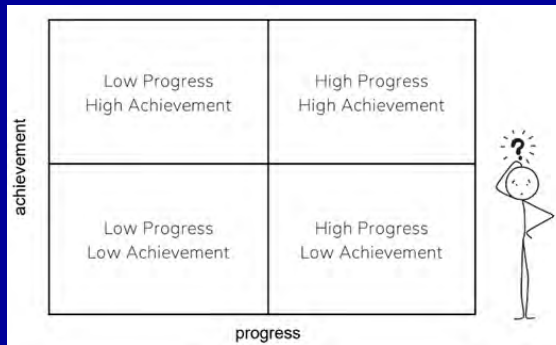 Low Progress
High Achievement
High Progress
High Achievement
achievement
Low Progress
Low Achievement
High Progress
Low Achievement
progress
?